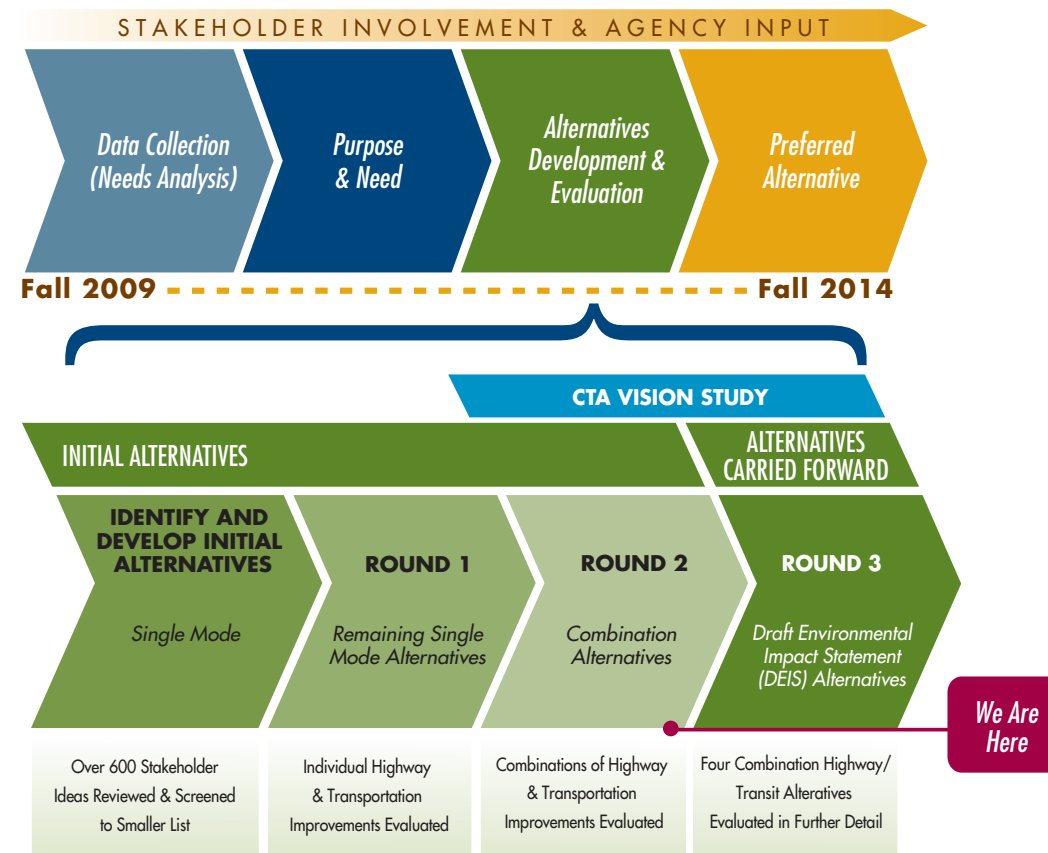 STAKEHOLDER INVOLVEMENT & AGENCY INPUT
Data Collection
(Needs Analysis)
Purpose
& Need
Alternatives
Development &
Evaluation
Preferred
Alternative
Fall 2009
Fall 2014
CTA VISION STUDY
INITIAL ALTERNATIVES
ALTERNATIVES
CARRIED FORWARD
IDENTIFY AND
DEVELOP INITIAL
ALTERNATIVES
Single Mode
ROUND 1
Remaining Single
Mode Alternatives
ROUND 2
Combination
Alternatives
ROUND 3
Draft Environmental
Impact Statement
(DEIS) Alternatives
We Are
Here
Over 600 Stakeholder
Ideas Reviewed & Screened
to Smaller List
Individual Highway
& Transportation
Improvements Evaluated
Combinations of Highway
& Transportation
Improvements Evaluated
Four Combination Highway/
Transit Alteratives
Evaluated in Further Detail